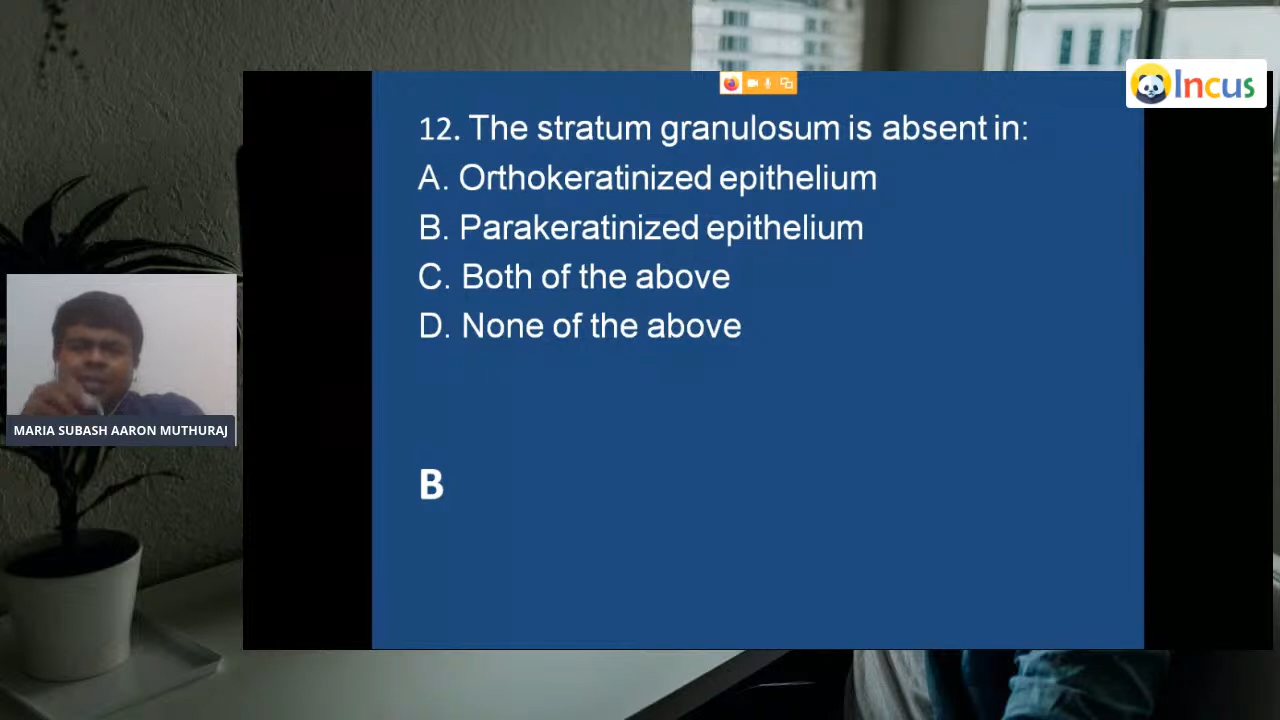 Incus
12. The stratum granulosum is absent in:
A. Orthokeratinized epithelium
B. Parakeratinized epithelium
C. Both of the above
D. None of the above
MARIA SUBASH AARON MUTHURAJ
B